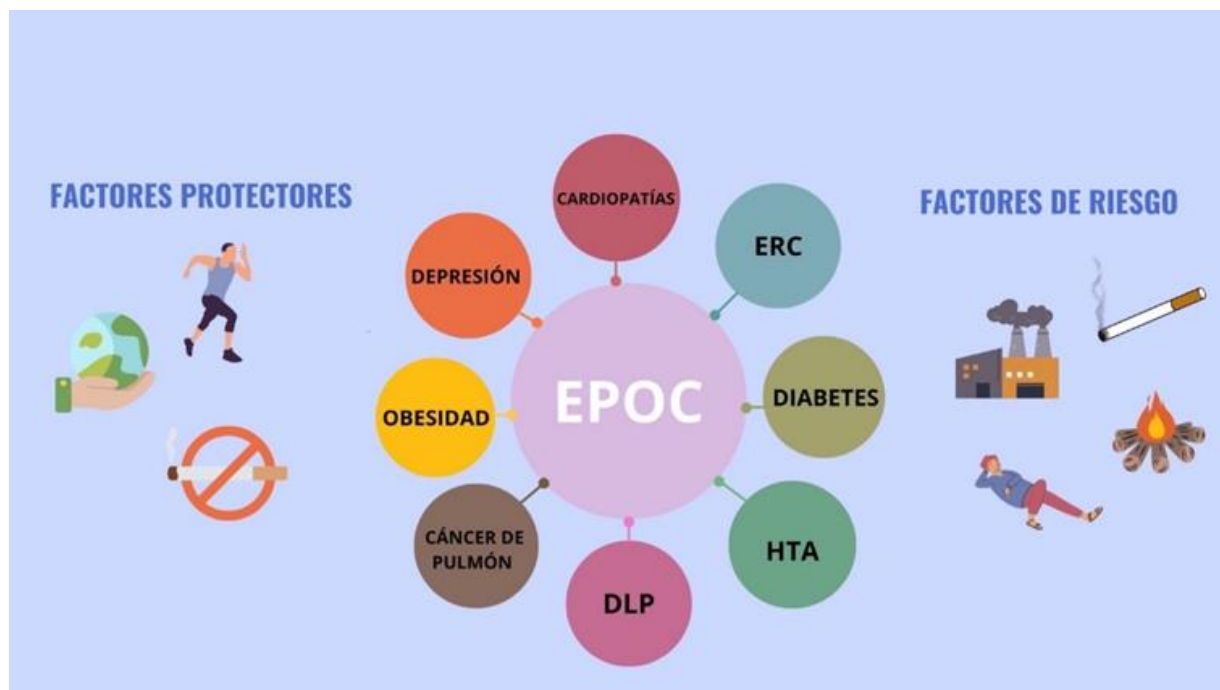 FACTORES PROTECTORES
FACTORES DE RIESGO
CARDIOPATÍAS
ERC
DEPRESIÓN
EPOC
DIABETES
OBESIDAD
CÁNCER DE
PULMÓN
HTA
DLP